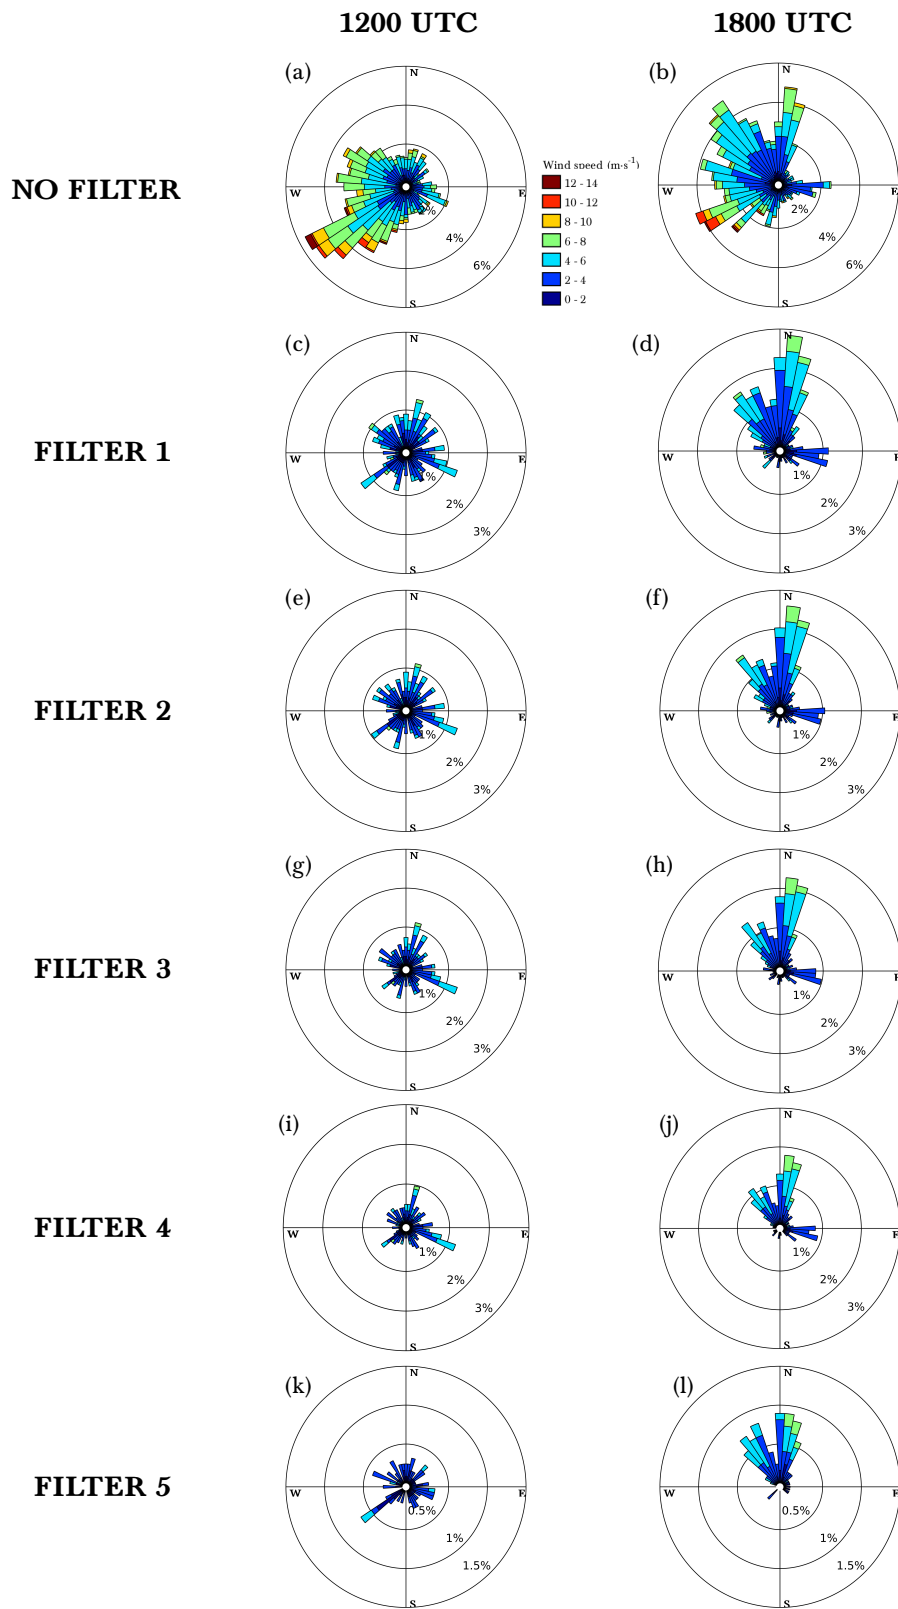 1200 UTC 1800 UTC
(a) N (b) N
NO FILTER
W E W E
2% 4% 6%
2% 4% 6%
S S
Wind speed (m·s⁻¹)
12 - 14
10 - 12
8 - 10
6 - 8
4 - 6
2 - 4
0 - 2
(c) N (d) N
FILTER 1
W E W E
1% 2% 3%
1% 2% 3%
S S
(e) N (f) N
FILTER 2
W E W E
1% 2% 3%
1% 2% 3%
S S
(g) N (h) N
FILTER 3
W E W E
1% 2% 3%
1% 2% 3%
S S
(i) N (j) N
FILTER 4
W E W E
1% 2% 3%
1% 2% 3%
S S
(k) N (l) N
FILTER 5
W E W E
0.5% 1% 1.5%
0.5% 1% 1.5%
S S